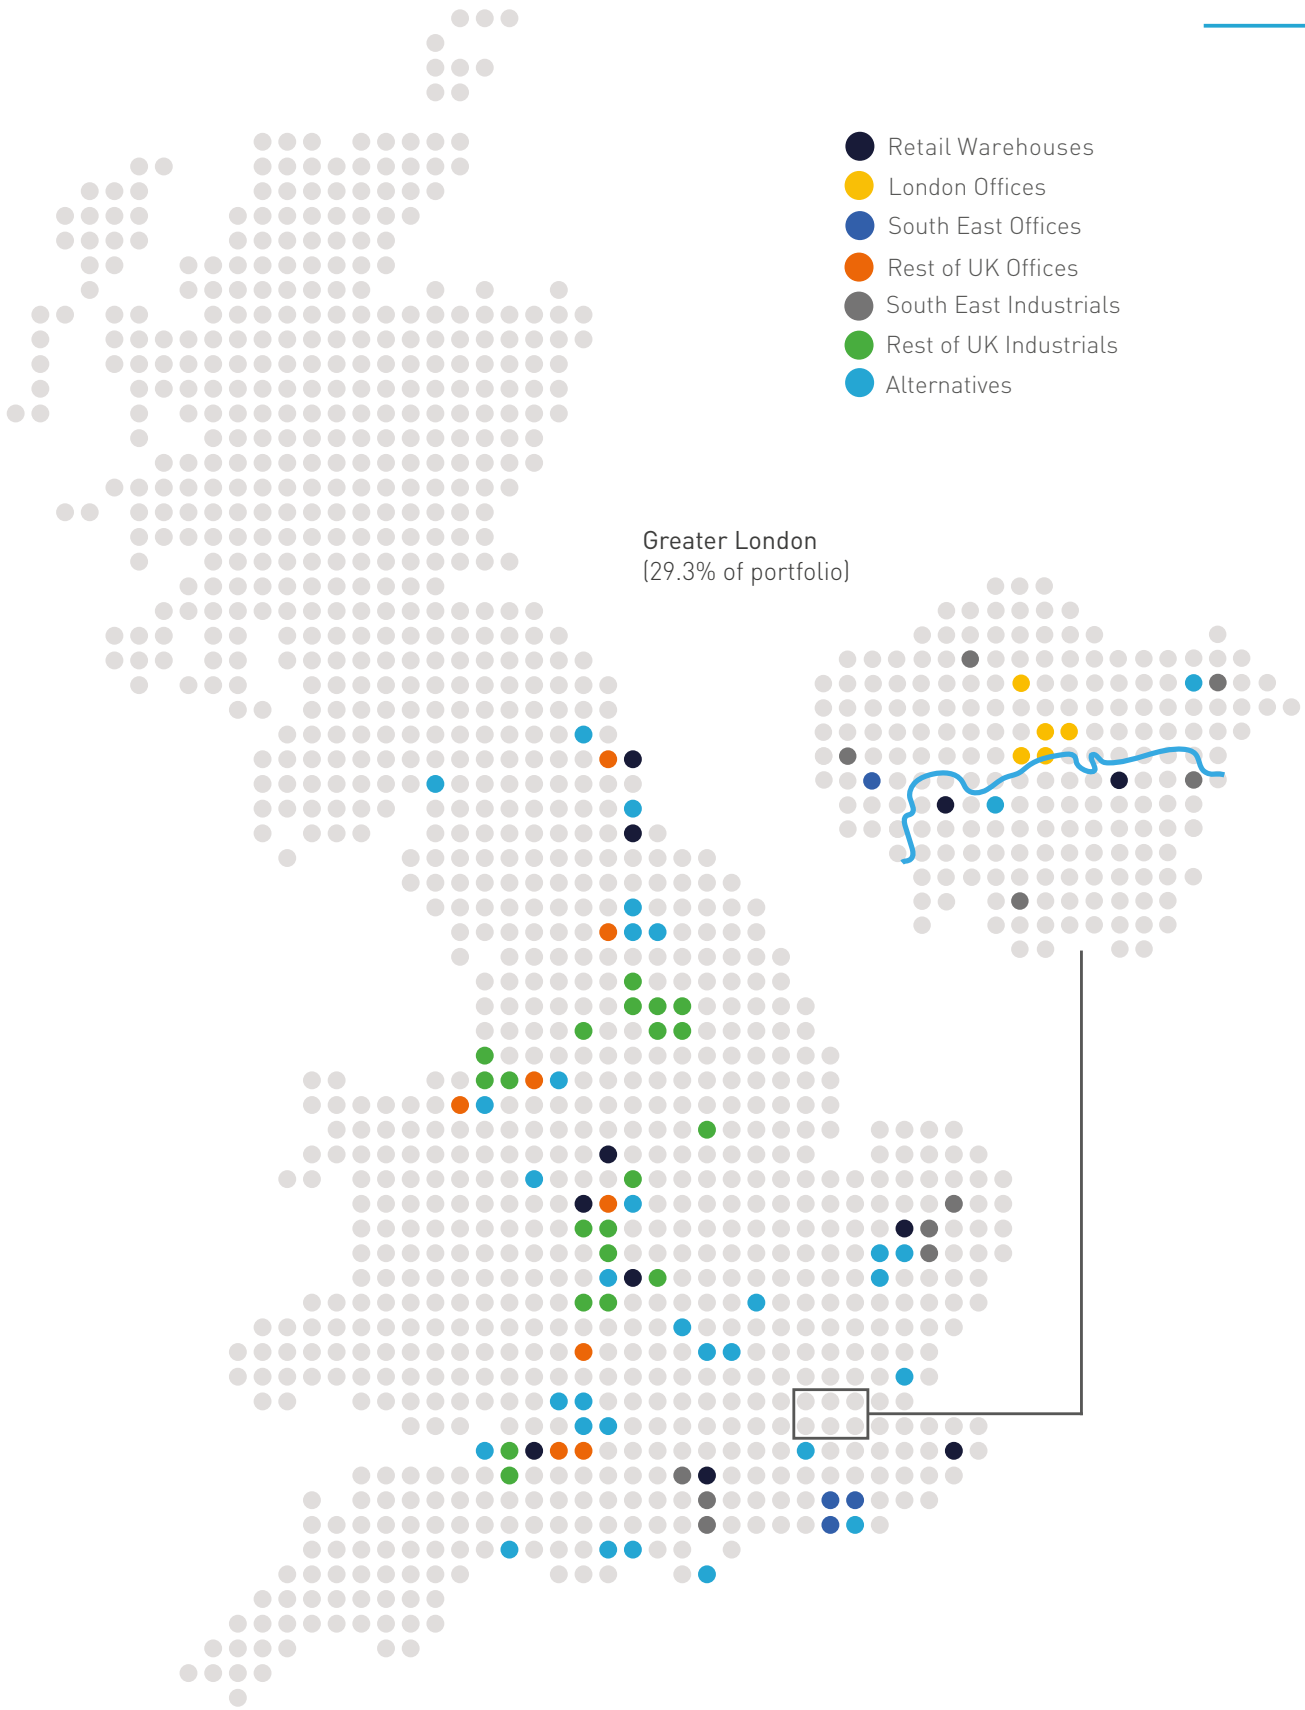 Retail Warehouses
London Offices
South East Offices
Rest of UK Offices
South East Industrials
Rest of UK Industrials
Alternatives
Greater London
(29.3% of portfolio)